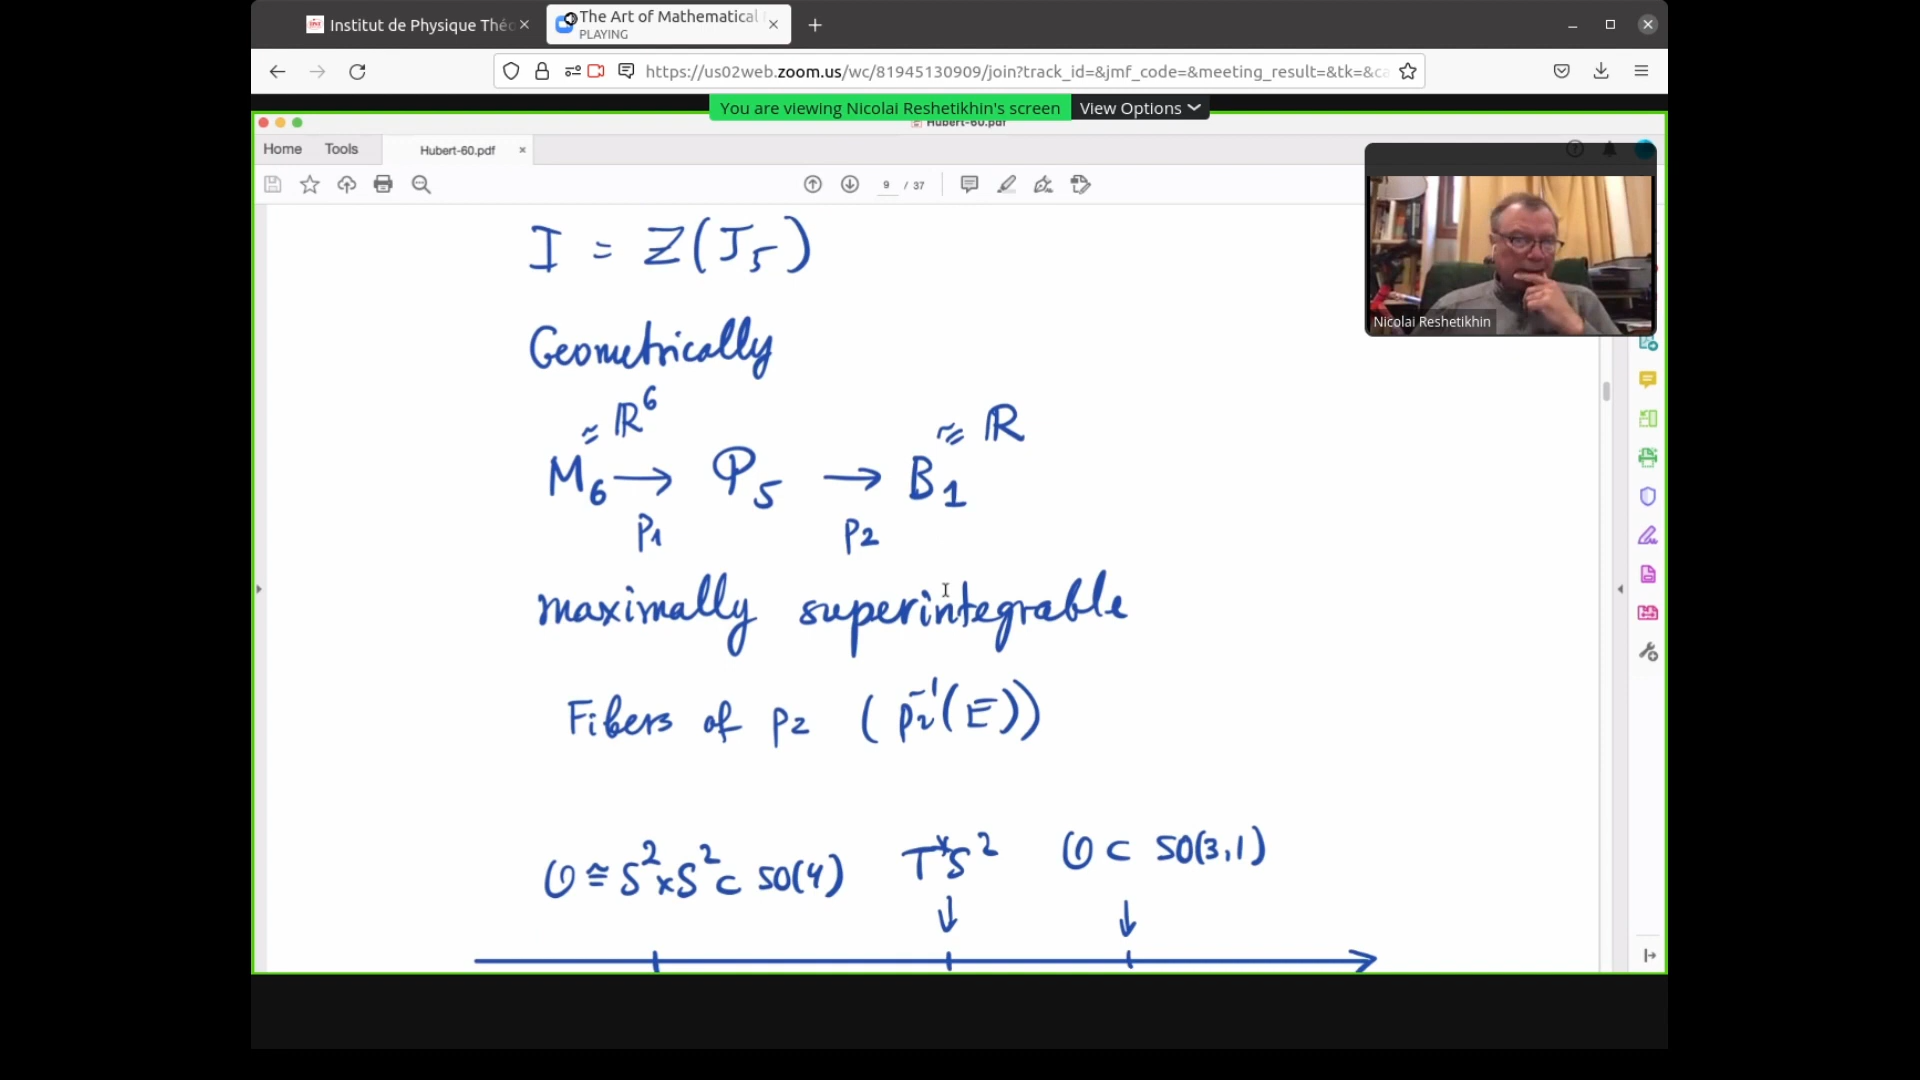 Institut de Physique Théo
The Art of Mathematical
PLAYING
https://us02web.zoom.us/wc/81945130909/join?track_id=&jmf_code=&meeting_result=&tk=&ca
You are viewing Nicolai Reshetikhin's screen View Options
Hubert-60.pdf
Home Tools Hubert-60.pdf
9 / 37
Nicolai Reshetikhin
I = Z(J₅)
Geometrically
≈ ℝ⁶ ≈ ℝ
M₆ → P₅ → B₁
p₁ p₂
maximally superintegrable
Fibers of p₂ (p₂⁻¹(E))
O ≅ S²×S² ⊂ so(4) T*S² O ⊂ SO(3,1)